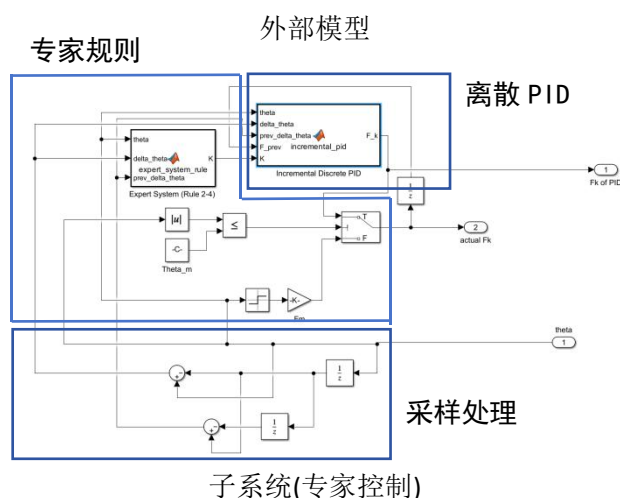 外部模型
专家规则
离散 PID
theta
delta_theta
prev_delta_theta
F_prev
K
incremental_pid
F_k
Incremental Discrete PID
theta
delta_theta
prev_delta_theta
expert_system_rule
K
Expert System (Rule 2-4)
1
Fk of PID
1
z
|u|
≤
T
F
2
actual Fk
-C-
Theta_m
-K-
Fm
theta
1
1
z
1
z
采样处理
子系统(专家控制)